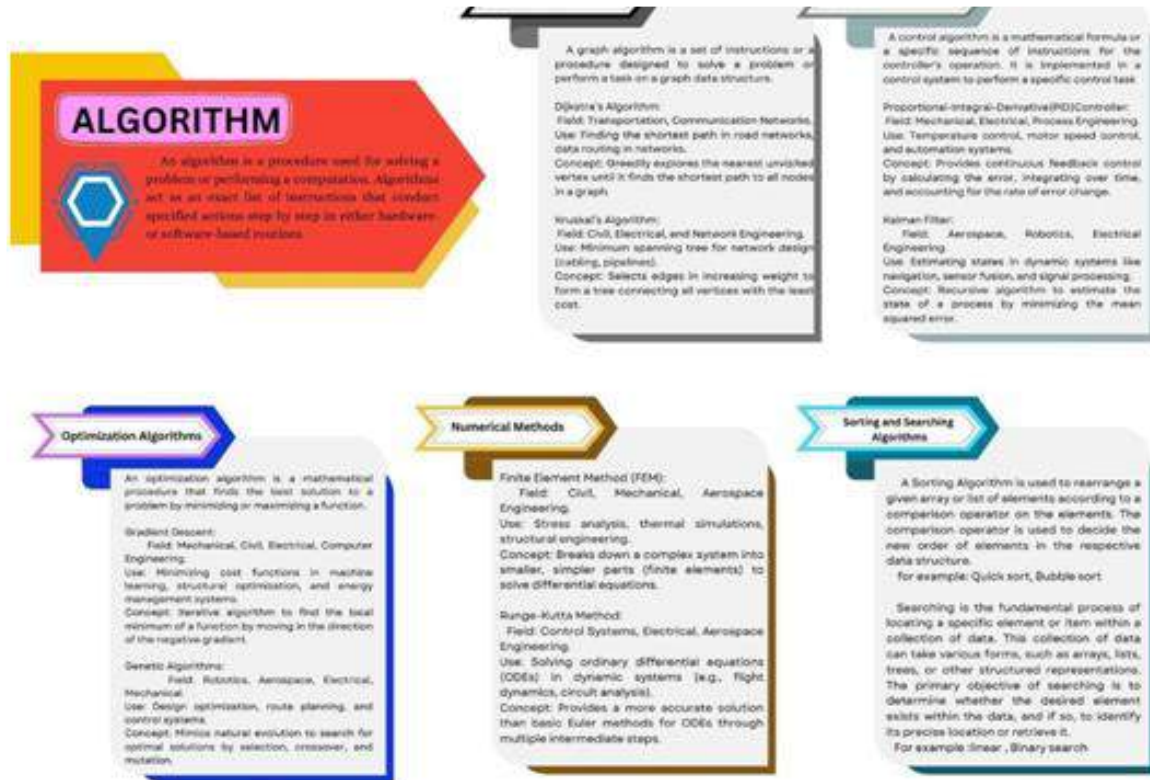 ALGORITHM
An algorithm is a procedure used for solving a
problem or performing a computation. Algorithms
act as an exact list of instructions that conduct
specified actions step by step in either hardware-
or software-based routines.
A graph algorithm is a set of instructions or a
procedure designed to solve a problem or
perform a task on a graph data structure.
Dijkstra's Algorithm:
Field: Transportation, Communication Networks.
Use: Finding the shortest path in road networks,
data routing in networks.
Concept: Greedily explores the nearest unvisited
vertex until it finds the shortest path to all nodes
in a graph.
Kruskal's Algorithm:
Field: Civil, Electrical, and Network Engineering.
Use: Minimum spanning tree for network design
(cabling, pipelines).
Concept: Selects edges in increasing weight to
form a tree connecting all vertices with the least
cost.
A control algorithm is a mathematical formula or
a specific sequence of instructions for the
controller's operation. It is implemented in a
control system to perform a specific control task
Proportional-Integral-Derivative(PID)Controller:
Field: Mechanical, Electrical, Process Engineering.
Use: Temperature control, motor speed control,
and automation systems.
Concept: Provides continuous feedback control
by calculating the error, integrating over time,
and accounting for the rate of error change.
Kalman Filter:
Field: Aerospace, Robotics, Electrical
Engineering.
Use: Estimating states in dynamic systems like
navigation, sensor fusion, and signal processing.
Concept: Recursive algorithm to estimate the
state of a process by minimizing the mean
squared error.
Optimization Algorithms
An optimization algorithm is a mathematical
procedure that finds the best solution to a
problem by minimizing or maximizing a function.
Gradient Descent:
Field: Mechanical, Civil, Electrical, Computer
Engineering.
Use: Minimizing cost functions in machine
learning, structural optimization, and energy
management systems.
Concept: Iterative algorithm to find the local
minimum of a function by moving in the direction
of the negative gradient.
Genetic Algorithms:
Field: Robotics, Aerospace, Electrical,
Mechanical.
Use: Design optimization, route planning, and
control systems.
Concept: Mimics natural evolution to search for
optimal solutions by selection, crossover, and
mutation.
Numerical Methods
Finite Element Method (FEM):
Field: Civil, Mechanical, Aerospace
Engineering.
Use: Stress analysis, thermal simulations,
structural engineering.
Concept: Breaks down a complex system into
smaller, simpler parts (finite elements) to
solve differential equations.
Runge-Kutta Method:
Field: Control Systems, Electrical, Aerospace
Engineering.
Use: Solving ordinary differential equations
(ODEs) in dynamic systems (e.g., flight
dynamics, circuit analysis).
Concept: Provides a more accurate solution
than basic Euler methods for ODEs through
multiple intermediate steps.
Sorting and Searching
Algorithms
A Sorting Algorithm is used to rearrange a
given array or list of elements according to a
comparison operator on the elements. The
comparison operator is used to decide the
new order of elements in the respective
data structure.
for example: Quick sort, Bubble sort
Searching is the fundamental process of
locating a specific element or item within a
collection of data. This collection of data
can take various forms, such as arrays, lists,
trees, or other structured representations.
The primary objective of searching is to
determine whether the desired element
exists within the data, and if so, to identify
its precise location or retrieve it.
For example :linear , Binary search